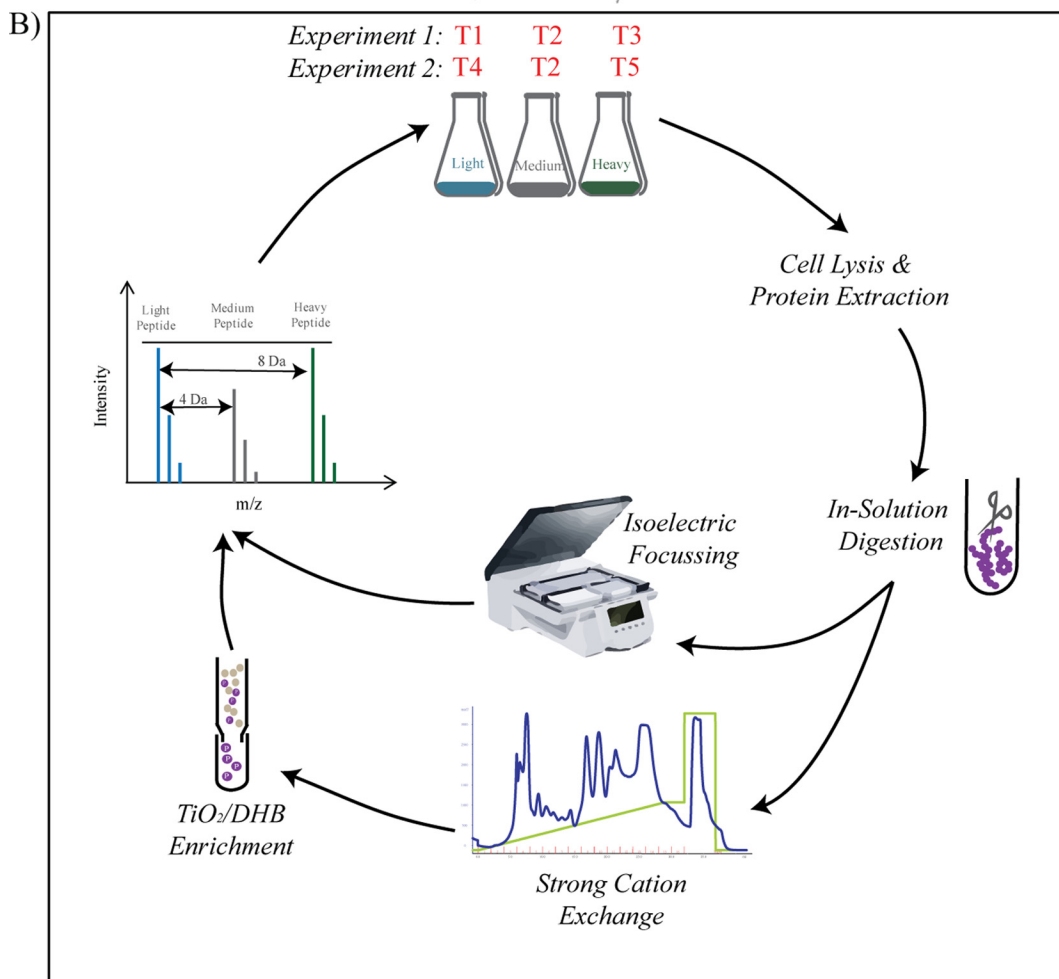 B)
Experiment 1: T1 T2 T3
Experiment 2: T4 T2 T5
Light Medium Heavy
Cell Lysis &
Protein Extraction
In-Solution
Digestion
Isoelectric
Focussing
Strong Cation
Exchange
TiO₂/DHB
Enrichment
P
P
P
P
P
P
P
Light
Peptide
Medium
Peptide
Heavy
Peptide
8 Da
4 Da
Intensity
m/z